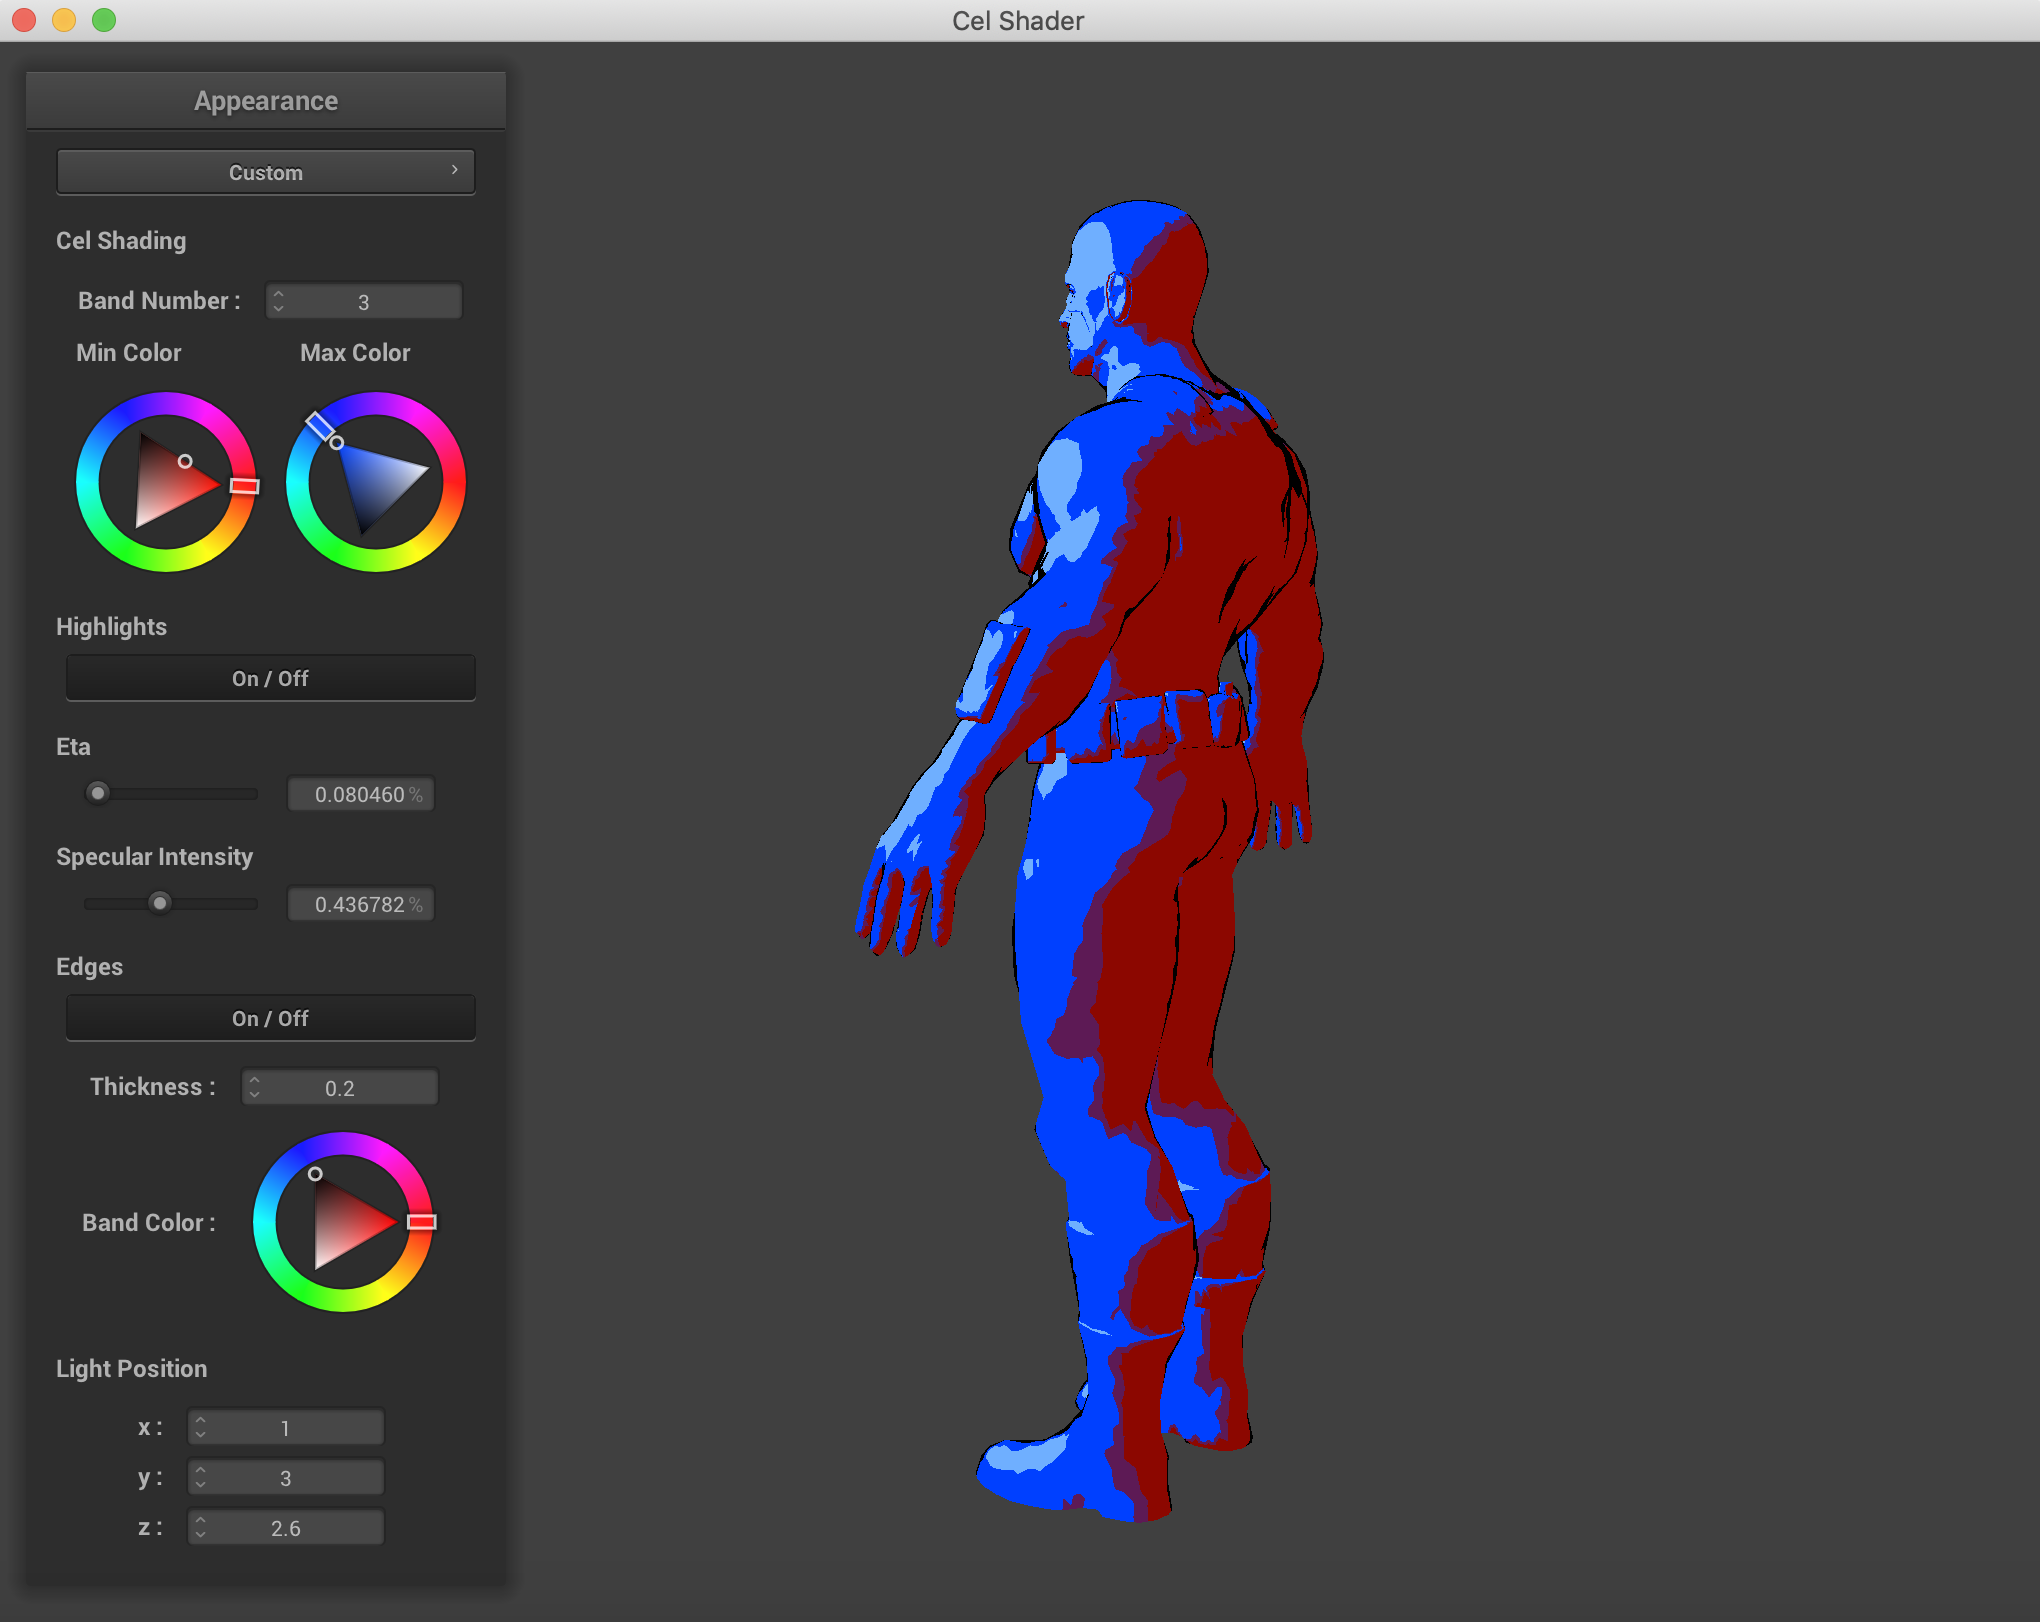 Cel Shader
Appearance
Custom
Cel Shading
Band Number : 3
Min Color Max Color
Highlights
On / Off
Eta
0.080460 %
Specular Intensity
0.436782 %
Edges
On / Off
Thickness : 0.2
Band Color :
Light Position
x : 1
y : 3
z : 2.6